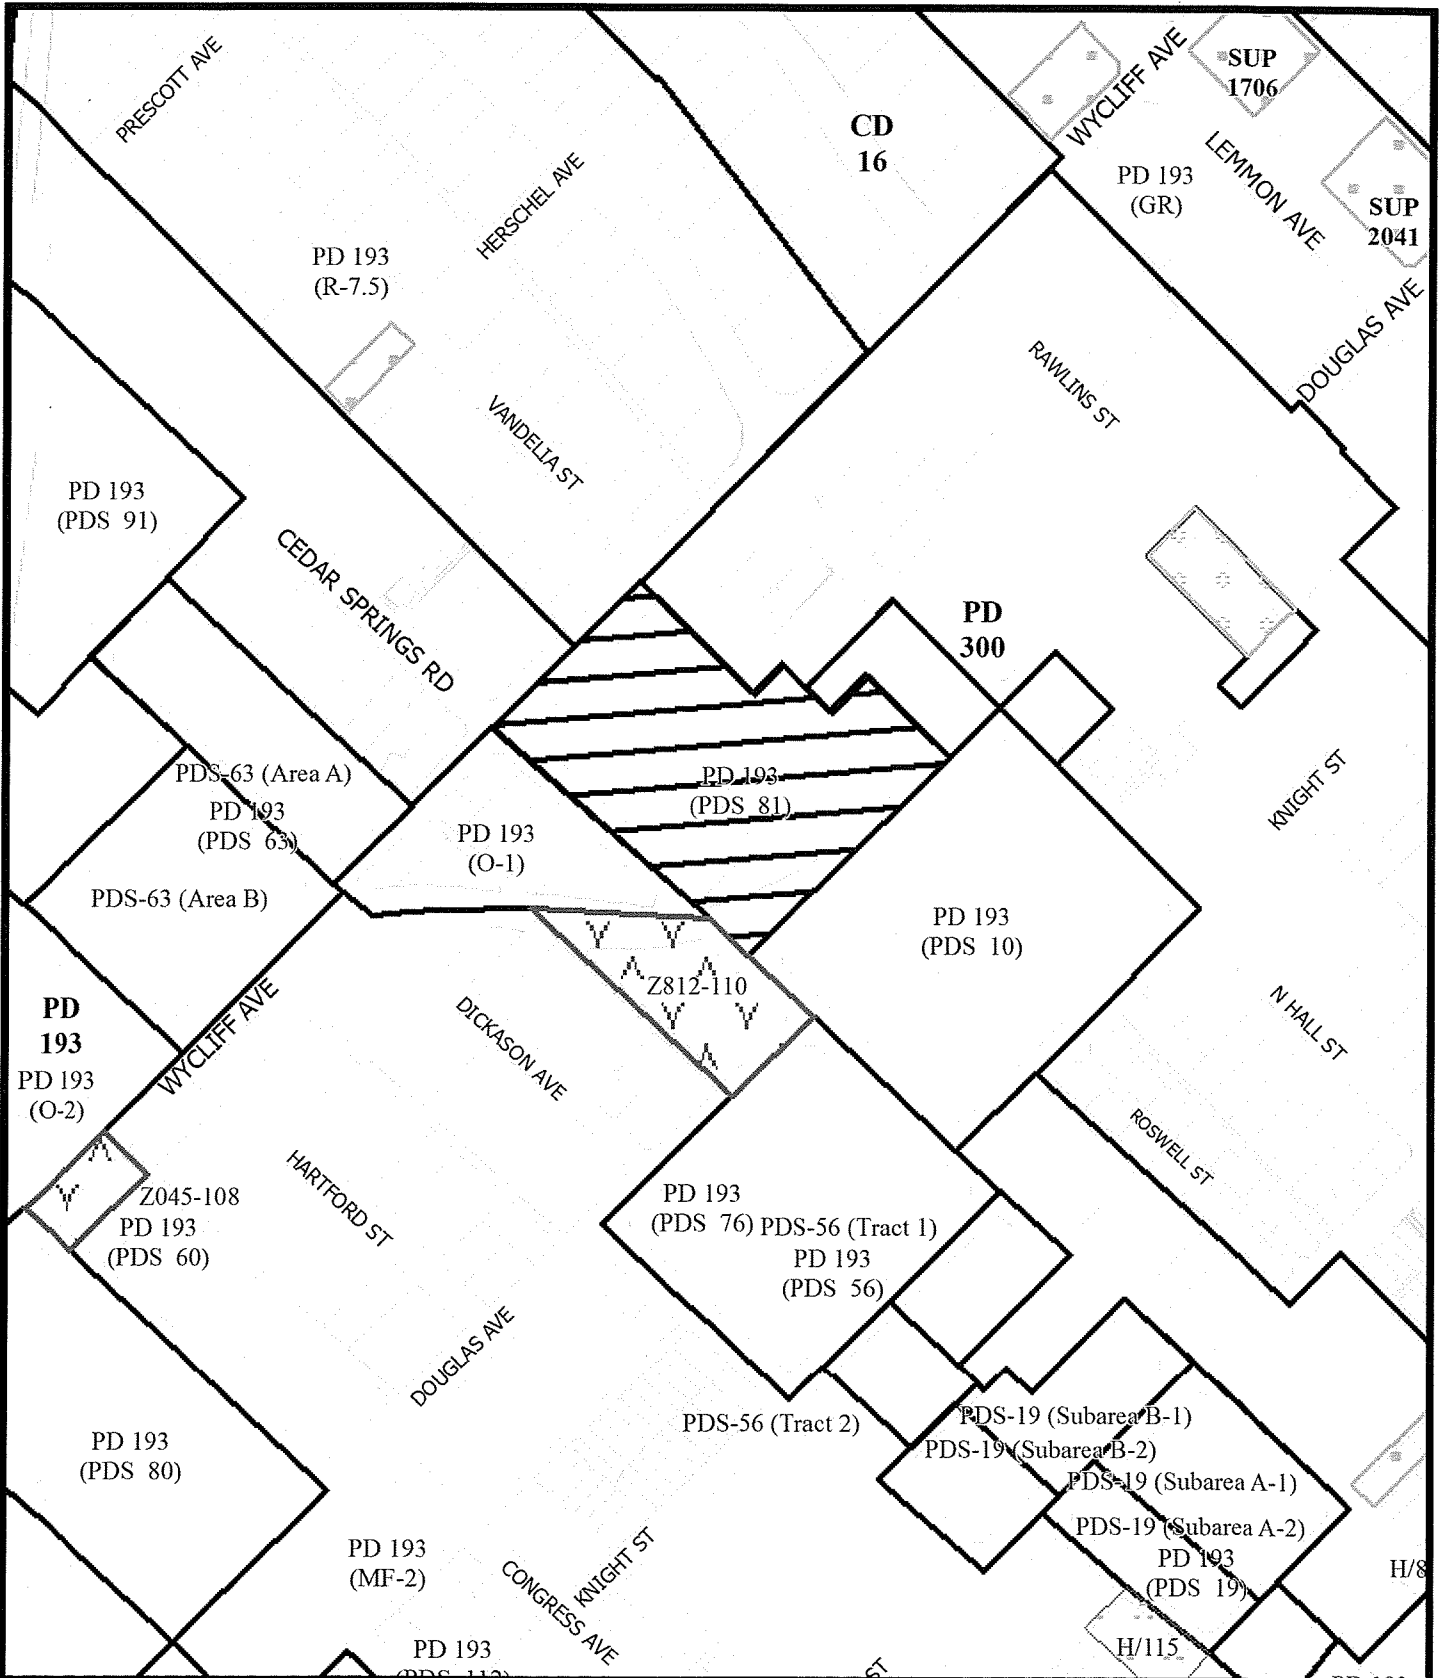 PRESCOTT AVE
WYCLIFF AVE
SUP
1706
CD
16
HERSCHEL AVE
LEMMON AVE
PD 193
(GR)
SUP
2041
PD 193
(R-7.5)
DOUGLAS AVE
RAWLINS ST
VANDELIA ST
PD 193
(PDS 91)
CEDAR SPRINGS RD
PD
300
KNIGHT ST
PDS-63 (Area A)
PD 193
(PDS 63)
PD 193
(PDS 81)
PD 193
(O-1)
PDS-63 (Area B)
PD 193
(PDS 10)
Z812-110
PD
193
PD 193
(O-2)
WYCLIFF AVE
DICKASON AVE
N HALL ST
ROSWELL ST
HARTFORD ST
Z045-108
PD 193
(PDS 60)
PD 193
(PDS 76)
PDS-56 (Tract 1)
PD 193
(PDS 56)
DOUGLAS AVE
PDS-56 (Tract 2)
PDS-19 (Subarea B-1)
PDS-19 (Subarea B-2)
PDS-19 (Subarea A-1)
PDS-19 (Subarea A-2)
PD 193
(PDS 19)
PD 193
(PDS 80)
PD 193
(MF-2)
KNIGHT ST
CONGRESS AVE
H/8
H/115
PD 193
(PDS 112)
ST